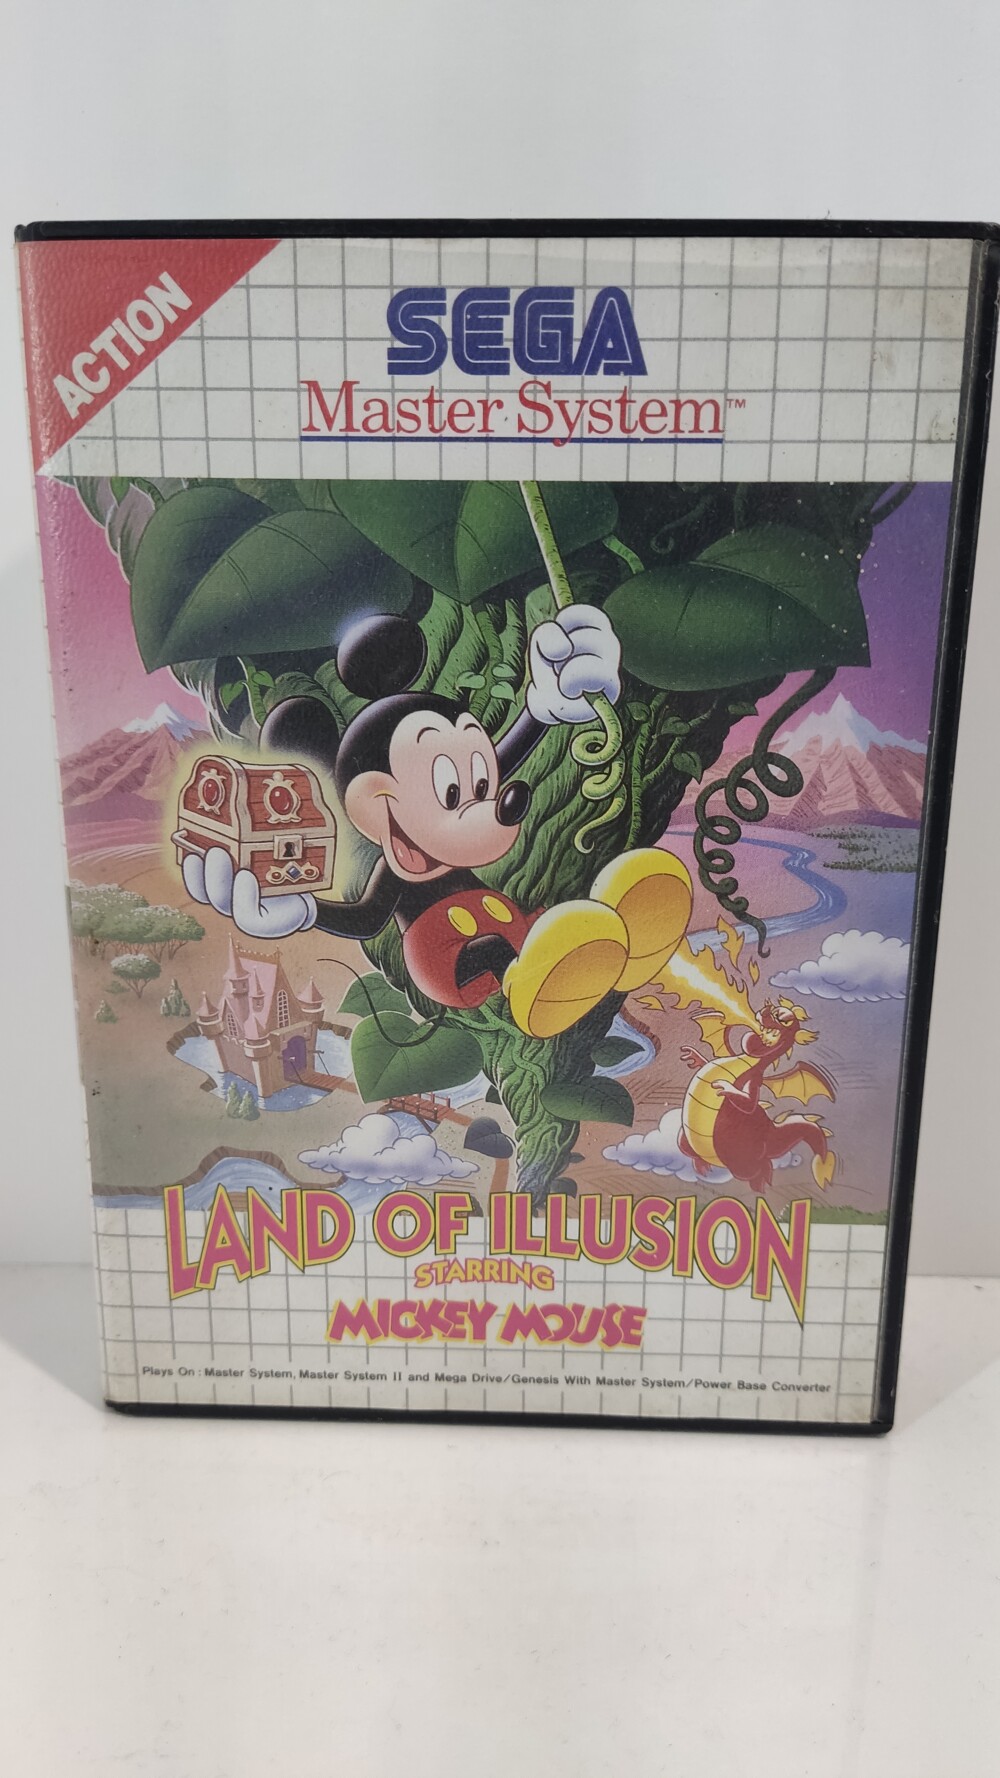 ACTION
SEGA
Master System™
LAND OF ILLUSION
STARRING
MICKEY MOUSE
Plays On : Master System, Master System II and Mega Drive/Genesis With Master System/Power Base Converter